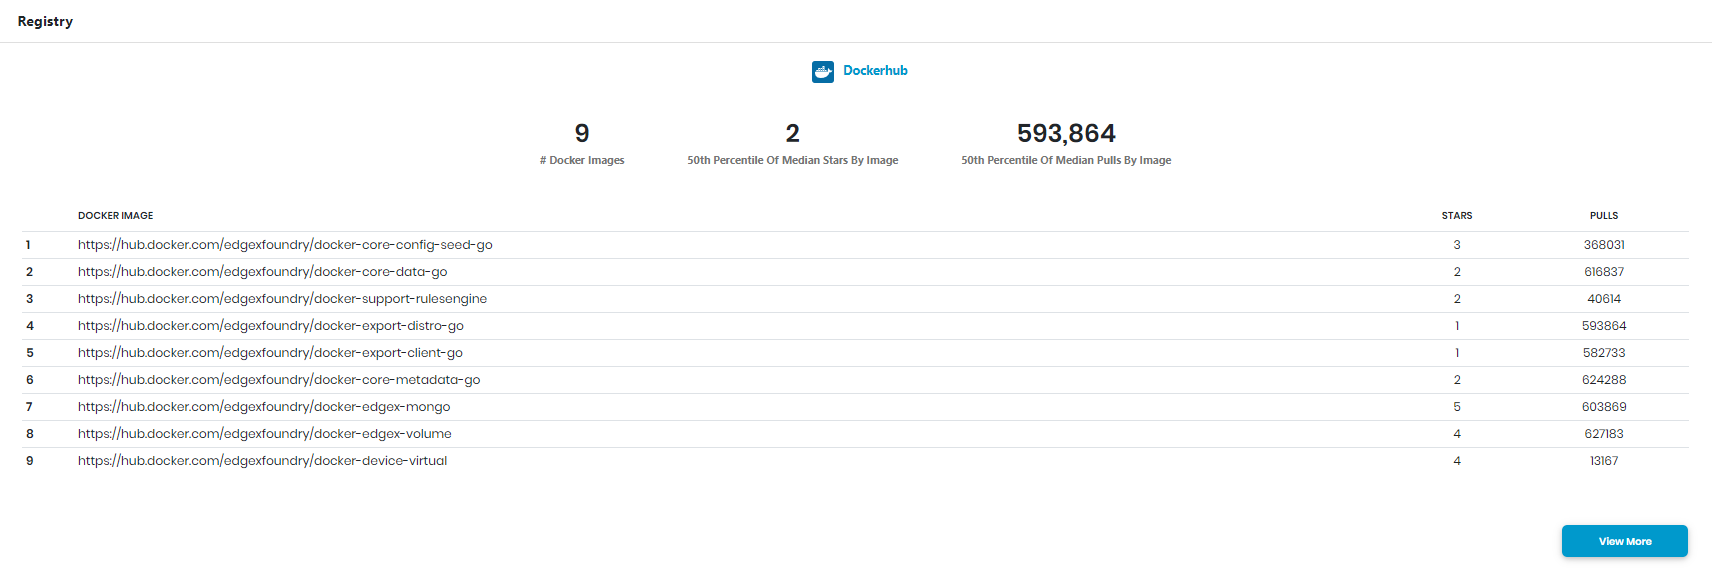 Registry
Dockerhub
9 2 593,864
# Docker Images 50th Percentile Of Median Stars By Image 50th Percentile Of Median Pulls By Image
DOCKER IMAGE STARS PULLS
1 https://hub.docker.com/edgexfoundry/docker-core-config-seed-go 3 368031
2 https://hub.docker.com/edgexfoundry/docker-core-data-go 2 616837
3 https://hub.docker.com/edgexfoundry/docker-support-rulesengine 2 40614
4 https://hub.docker.com/edgexfoundry/docker-export-distro-go 1 593864
5 https://hub.docker.com/edgexfoundry/docker-export-client-go 1 582733
6 https://hub.docker.com/edgexfoundry/docker-core-metadata-go 2 624288
7 https://hub.docker.com/edgexfoundry/docker-edgex-mongo 5 603869
8 https://hub.docker.com/edgexfoundry/docker-edgex-volume 4 627183
9 https://hub.docker.com/edgexfoundry/docker-device-virtual 4 13167
View More